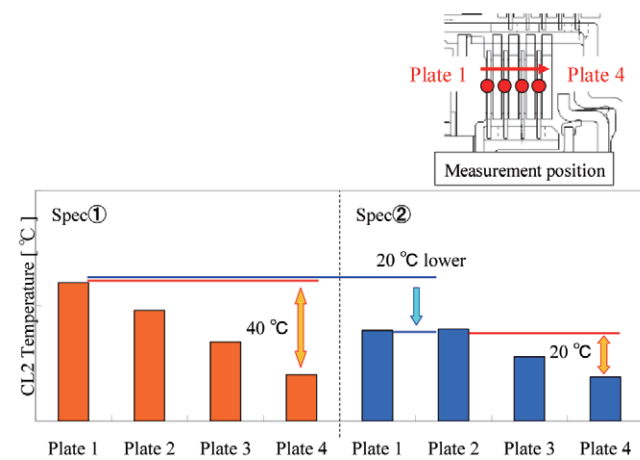 Plate 1
Plate 4
Measurement position
CL2 Temperature [ ℃ ]
Spec①
Spec②
20 ℃ lower
40 ℃
20 ℃
Plate 1 Plate 2 Plate 3 Plate 4 Plate 1 Plate 2 Plate 3 Plate 4